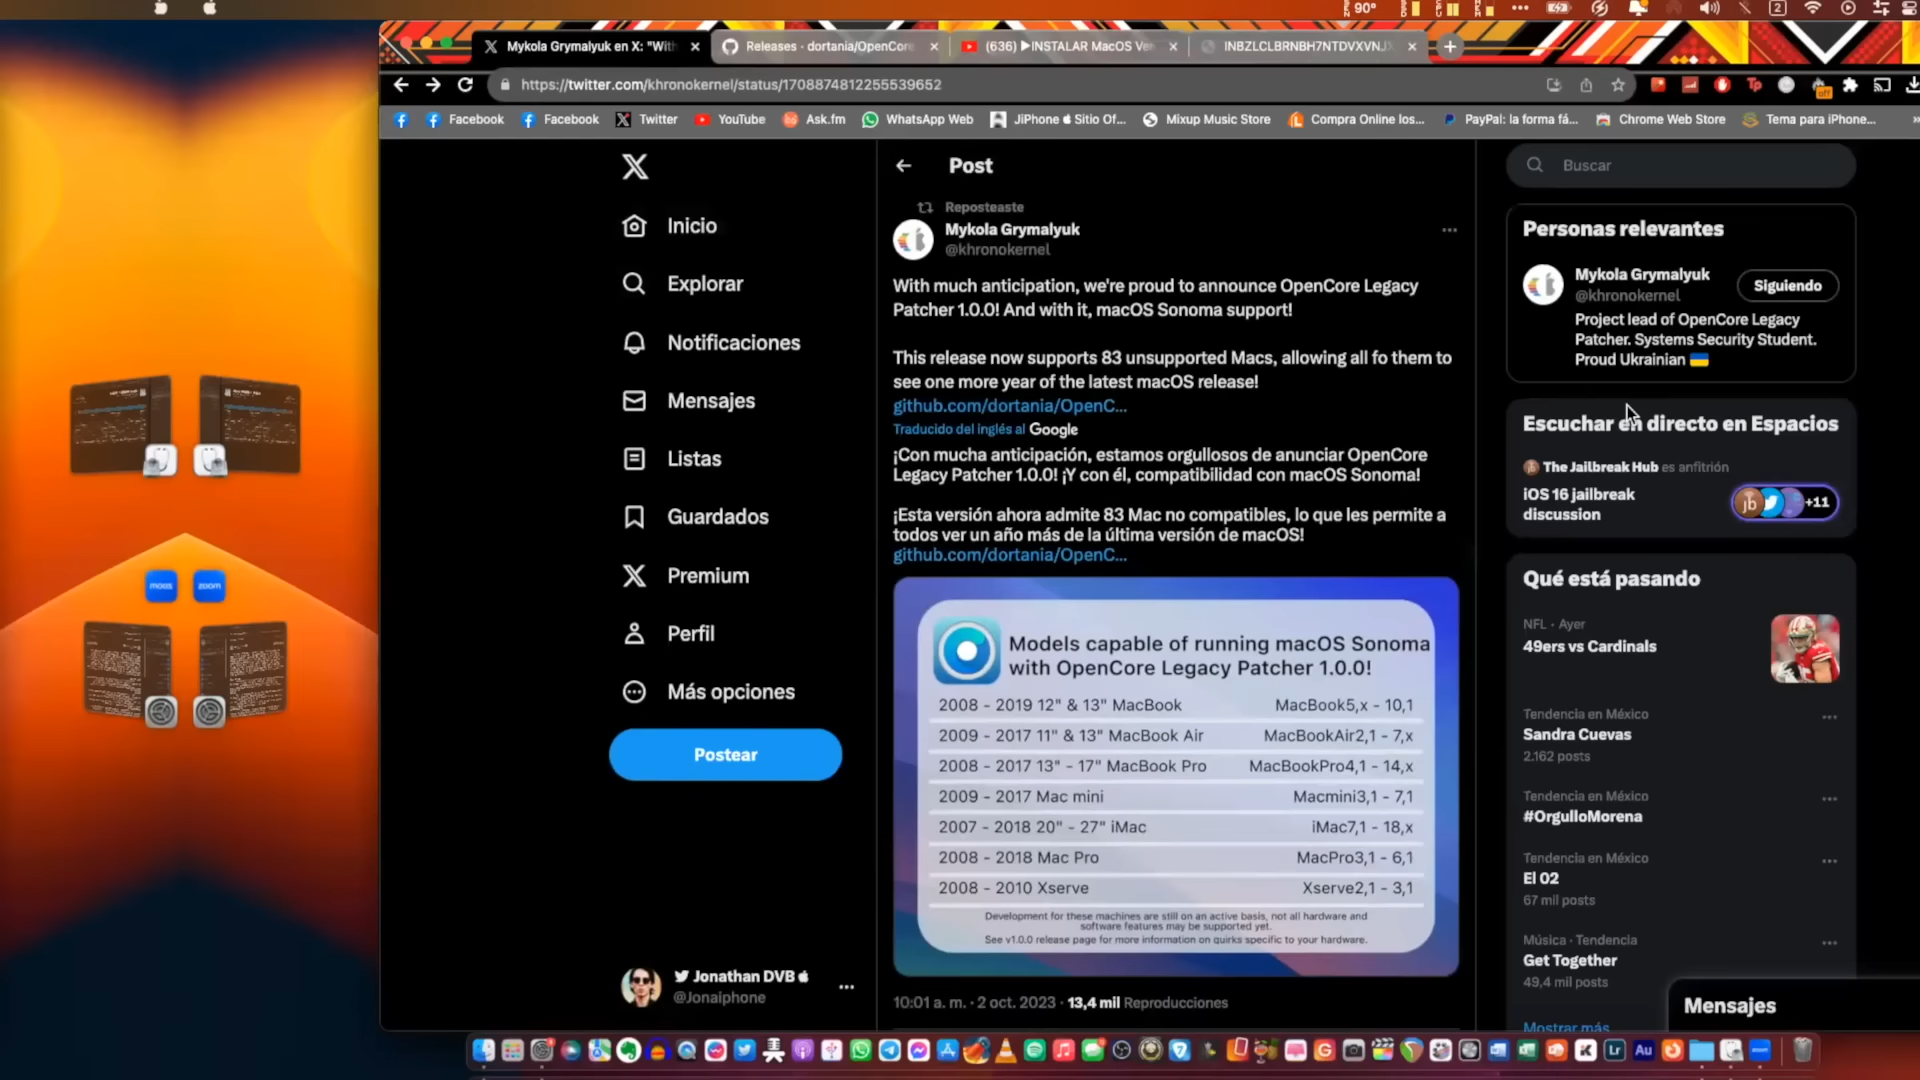 90°
2
Mykola Grymalyuk en X: "With
Releases · dortania/OpenCore
(636) ▶INSTALAR MacOS Ve
INBZLCLBRNBH7NTDVXVNJ
https://twitter.com/khronokernel/status/1708874812255539652
Tp
off
Facebook
Facebook
Twitter
YouTube
Ask.fm
WhatsApp Web
JiPhone Sitio Of...
Mixup Music Store
Compra Online los...
PayPal: la forma fá...
Chrome Web Store
Tema para iPhone...
»
Inicio
Explorar
Notificaciones
Mensajes
Listas
Guardados
Premium
Perfil
Más opciones
Postear
Jonathan DVB
@Jonaiphone
Post
Reposteaste
Mykola Grymalyuk
@khronokernel
With much anticipation, we're proud to announce OpenCore Legacy
Patcher 1.0.0! And with it, macOS Sonoma support!
This release now supports 83 unsupported Macs, allowing all fo them to
see one more year of the latest macOS release!
github.com/dortania/OpenC...
Traducido del inglés al Google
¡Con mucha anticipación, estamos orgullosos de anunciar OpenCore
Legacy Patcher 1.0.0! ¡Y con él, compatibilidad con macOS Sonoma!
¡Esta versión ahora admite 83 Mac no compatibles, lo que les permite a
todos ver un año más de la última versión de macOS!
github.com/dortania/OpenC...
Models capable of running macOS Sonoma
with OpenCore Legacy Patcher 1.0.0!
2008 - 2019 12" & 13" MacBook MacBook5,x - 10,1
2009 - 2017 11" & 13" MacBook Air MacBookAir2,1 - 7,x
2008 - 2017 13" - 17" MacBook Pro MacBookPro4,1 - 14,x
2009 - 2017 Mac mini Macmini3,1 - 7,1
2007 - 2018 20" - 27" iMac iMac7,1 - 18,x
2008 - 2018 Mac Pro MacPro3,1 - 6,1
2008 - 2010 Xserve Xserve2,1 - 3,1
Development for these machines are still on an active basis, not all hardware and
software features may be supported yet.
See v1.0.0 release page for more information on quirks specific to your hardware.
10:01 a. m. · 2 oct. 2023 · 13,4 mil Reproducciones
Buscar
Personas relevantes
Mykola Grymalyuk
@khronokernel
Siguiendo
Project lead of OpenCore Legacy
Patcher. Systems Security Student.
Proud Ukrainian
Escuchar en directo en Espacios
The Jailbreak Hub es anfitrión
iOS 16 jailbreak
discussion
jb
+11
Qué está pasando
NFL · Ayer
49ers vs Cardinals
Tendencia en México
Sandra Cuevas
2.162 posts
Tendencia en México
#OrgulloMorena
Tendencia en México
El 02
67 mil posts
Música · Tendencia
Get Together
49,4 mil posts
Mostrar más
Mensajes
zoom
Lr
Au